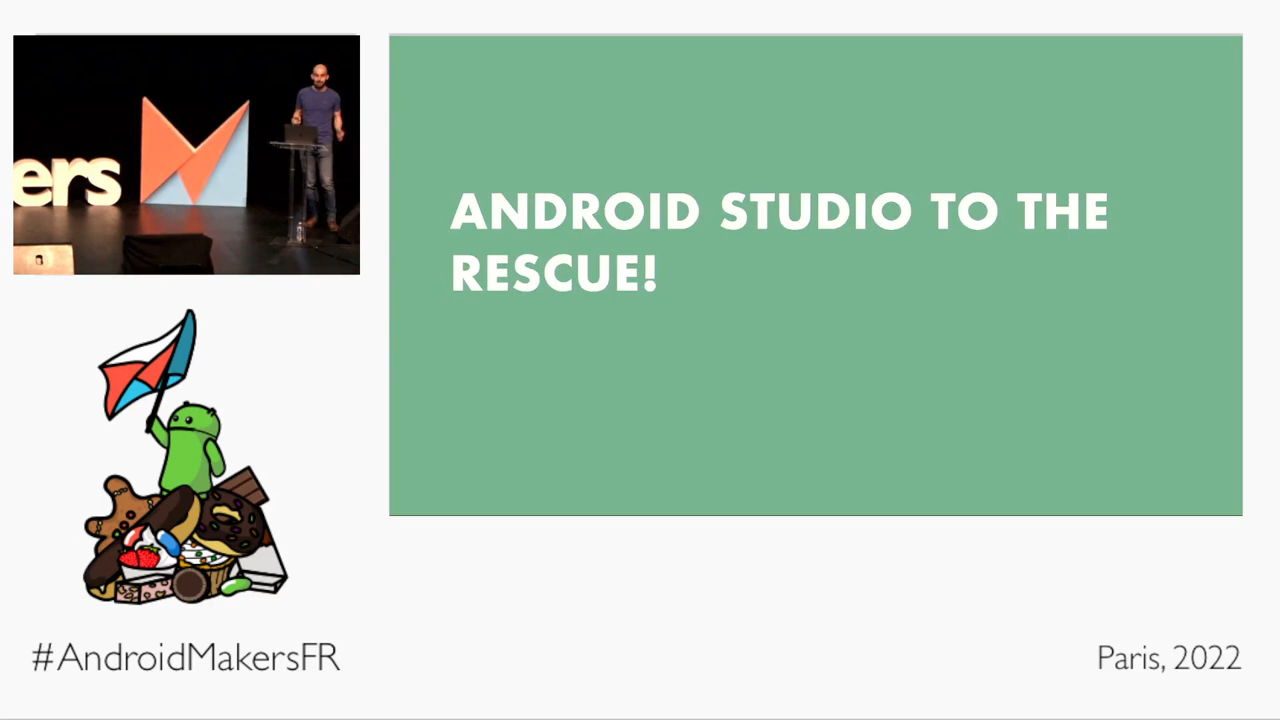 ers
ANDROID STUDIO TO THE
RESCUE!
#AndroidMakersFR
Paris, 2022